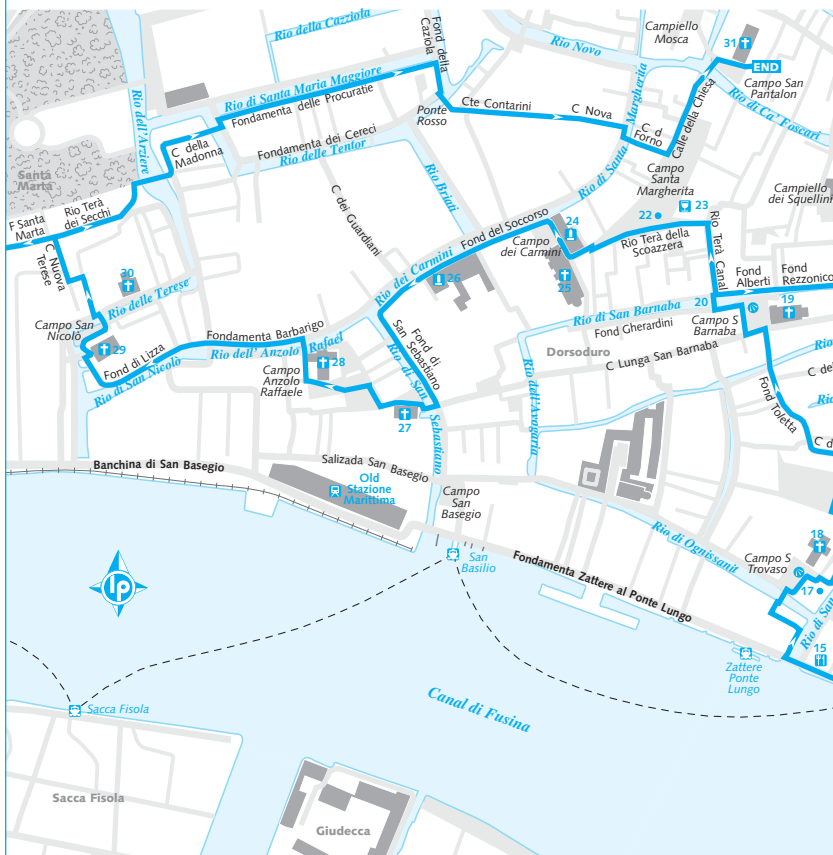 Rio della Cazziola
Fond della
Caziola
Rio Novo
Campiello
Mosca
31
END
Campo San
Pantalon
Rio di Ca' Foscari
Rio di Santa Maria Maggiore
Fondamenta delle Procuratie
Ponte
Rosso
Cte Contarini
C Nova
Rio di Santa
Margherita
C d
Forno
Calle della Chiesa
Rio dell'Arziere
C della
Madonna
Fondamenta dei Cereci
Rio delle Tentor
Rio Briati
Campo
Santa
Margherita
Santa
Marta
F Santa
Marta
Rio Terà
dei Secchi
C dei Guardiani
Fond del Soccorso
24
22
23
Campiello
dei Squellini
C Nuova
Terese
Campo
dei Carmini
Rio Terà della
Scoazzera
Rio Terà Canal
30
Rio delle Terese
Rio dei Carmini
26
25
Fond
Alberti
Fond
Rezzonico
20
19
Campo San
Nicolò
29
Fond di Lizza
Rio di San Nicolò
Fondamenta Barbarigo
Rio dell' Anzolo
Rafael
28
Campo
Anzolo
Raffaele
Fond di
San Sebastiano
Rio di San
Sebastiano
27
Rio di San Barnaba
Fond Gherardini
Campo S
Barnaba
Dorsoduro
C Lunga San Barnaba
Rio dell'Avogaria
Fond Toletta
Rio
C de
Rio
C d
Banchina di San Basegio
Salizada San Basegio
Old
Stazione
Marittima
Campo
San
Basegio
San
Basilio
Fondamenta Zattere al Ponte Lungo
Rio di Ognissanti
18
Campo S
Trovaso
17
Rio di San
15
Zattere
Ponte
Lungo
lp
Sacca Fisola
Canal di Fusina
Sacca Fisola
Giudecca